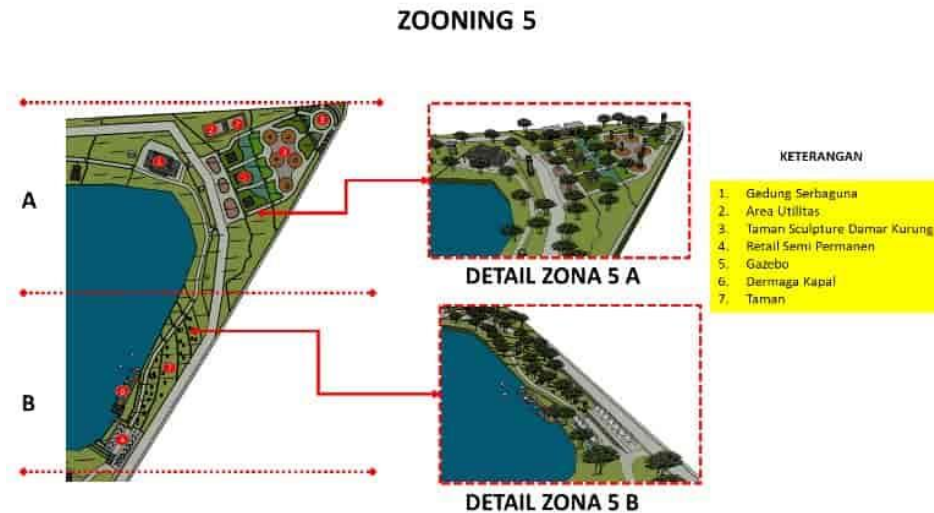 ZOONING 5
A
B
DETAIL ZONA 5 A
DETAIL ZONA 5 B
KETERANGAN
1. Gedung Serbaguna
2. Area Utilitas
3. Taman Sculpture Damar Kurung
4. Retail Semi Permanen
5. Gazebo
6. Dermaga Kapal
7. Taman